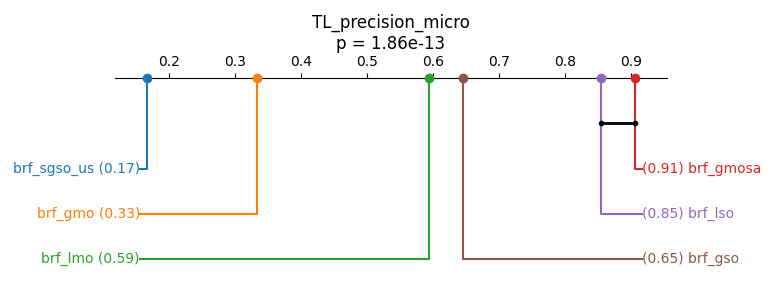 TL_precision_micro
p = 1.86e-13
0.2 0.3 0.4 0.5 0.6 0.7 0.8 0.9
brf_sgso_us (0.17) (0.91) brf_gmosa
brf_gmo (0.33) (0.85) brf_lso
brf_lmo (0.59) (0.65) brf_gso